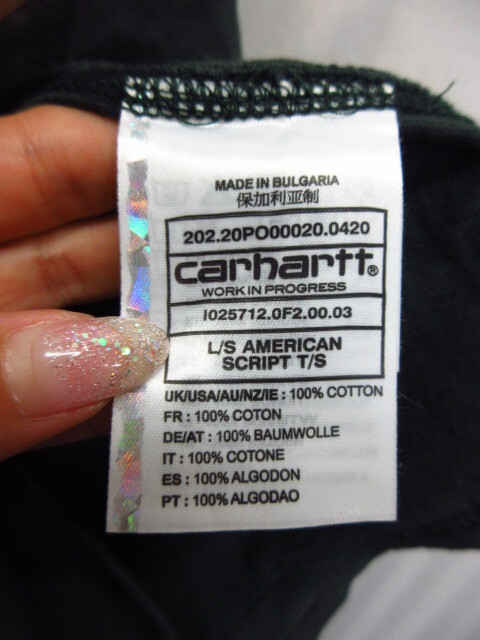 MADE IN BULGARIA
保加利亚制
202.20PO00020.0420
carhartt®
WORK IN PROGRESS
I025712.0F2.00.03
L/S AMERICAN
SCRIPT T/S
UK/USA/AU/NZ/IE : 100% COTTON
FR : 100% COTON
DE/AT : 100% BAUMWOLLE
IT : 100% COTONE
ES : 100% ALGODON
PT : 100% ALGODAO